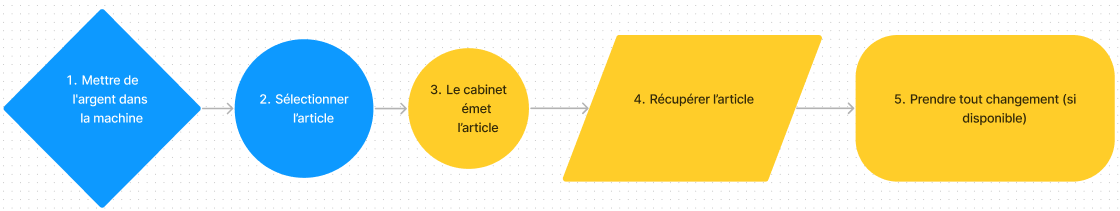 1. Mettre de
l'argent dans
la machine
2. Sélectionner
l’article
3. Le cabinet
émet
l’article
4. Récupérer l’article
5. Prendre tout changement (si
disponible)